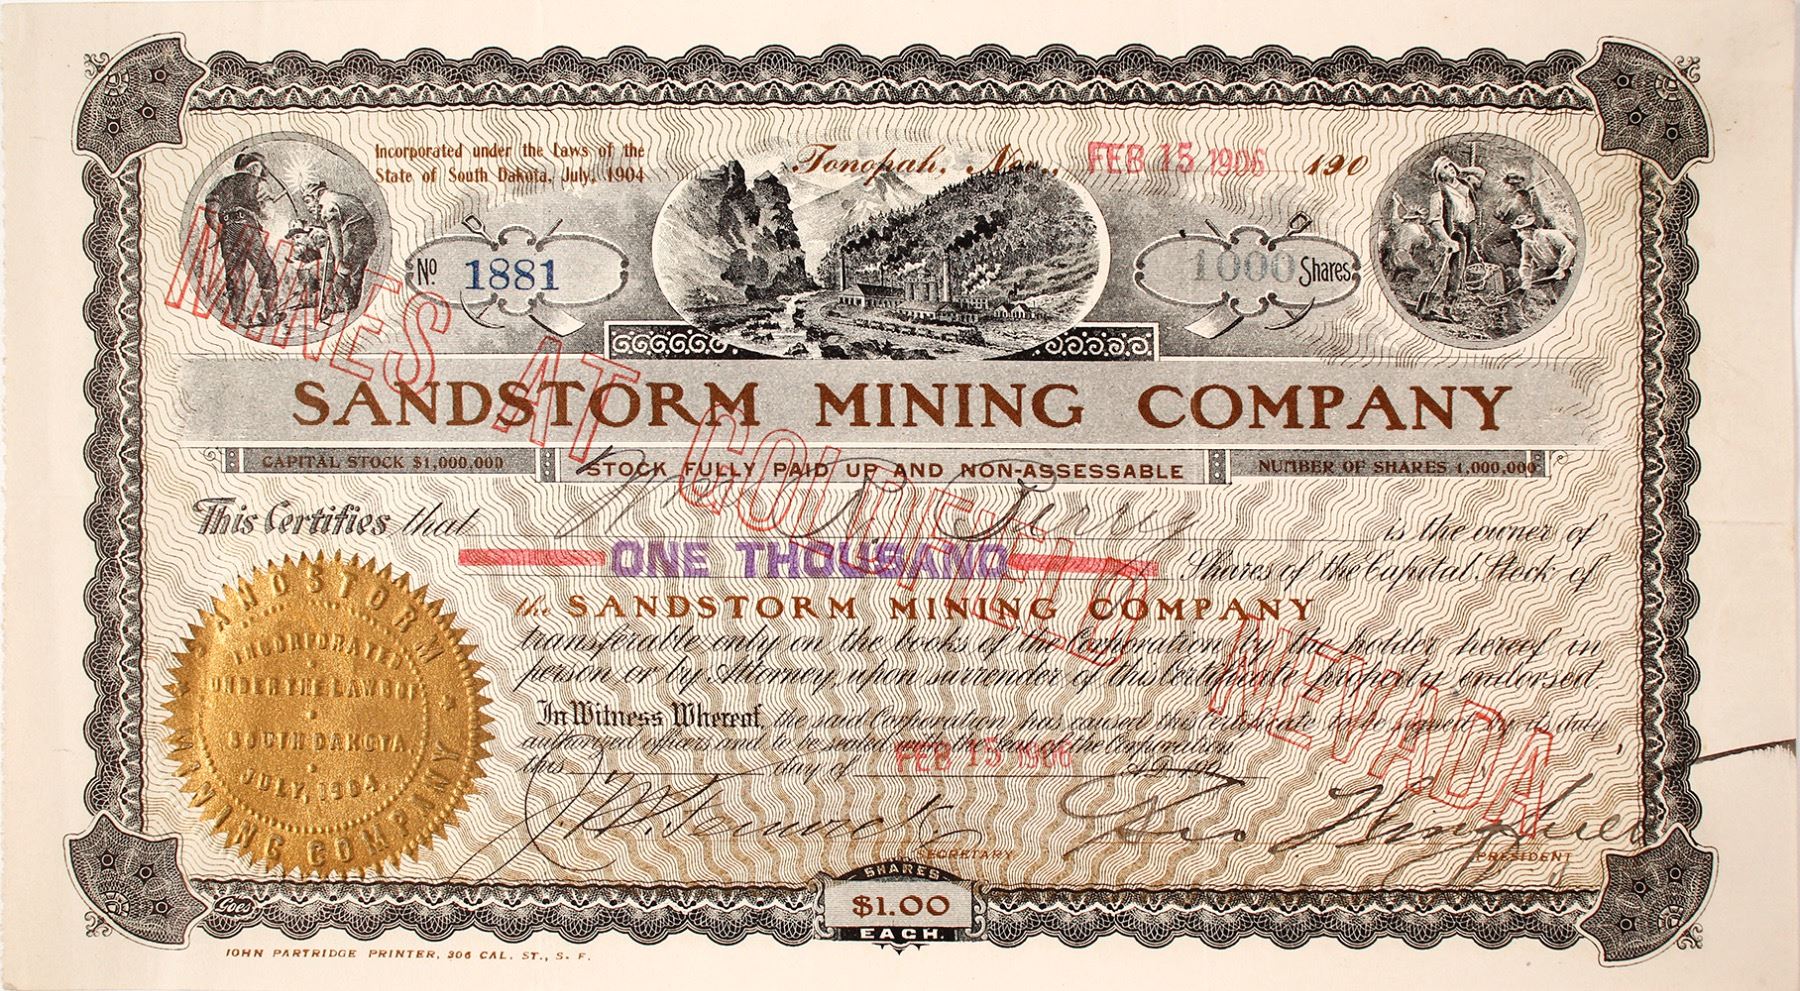 Incorporated under the Laws of the
State of South Dakota, July, 1904
Tonopah, Nev., FEB 15 1906 190
No 1881
1000 Shares
MINES AT GOLDFIELD NEVADA
SANDSTORM MINING COMPANY
CAPITAL STOCK $1,000,000
STOCK FULLY PAID UP AND NON-ASSESSABLE
NUMBER OF SHARES 1,000,000
This Certifies that is the owner of
ONE THOUSAND Shares of the Capital Stock of
the SANDSTORM MINING COMPANY
transferable only on the books of the Corporation by the holder hereof in
person or by Attorney, upon surrender of this Certificate properly endorsed.
In Witness Whereof, the said Corporation has caused this Certificate to be signed by its duly
authorized officers and to be sealed with the Seal of the Corporation
this day of FEB 15 1906 A.D. 190
SECRETARY
PRESIDENT
SANDSTORM MINING COMPANY
INCORPORATED
UNDER THE LAWS OF
SOUTH DAKOTA,
JULY, 1904
SHARES
$1.00
EACH.
Goes
JOHN PARTRIDGE PRINTER, 306 CAL. ST., S. F.